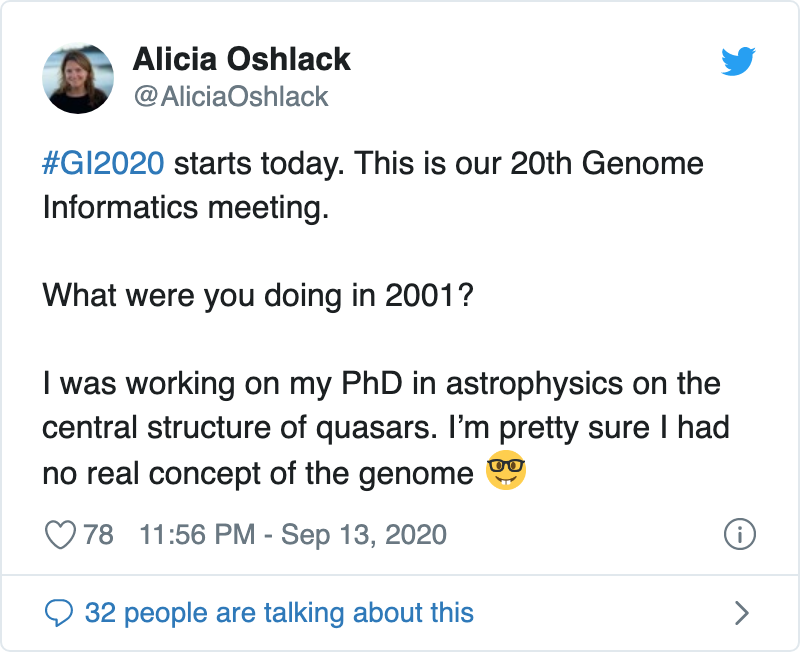 Alicia Oshlack
@AliciaOshlack
#GI2020 starts today. This is our 20th Genome
Informatics meeting.
What were you doing in 2001?
I was working on my PhD in astrophysics on the
central structure of quasars. I’m pretty sure I had
no real concept of the genome 🤓
78 11:56 PM - Sep 13, 2020
32 people are talking about this